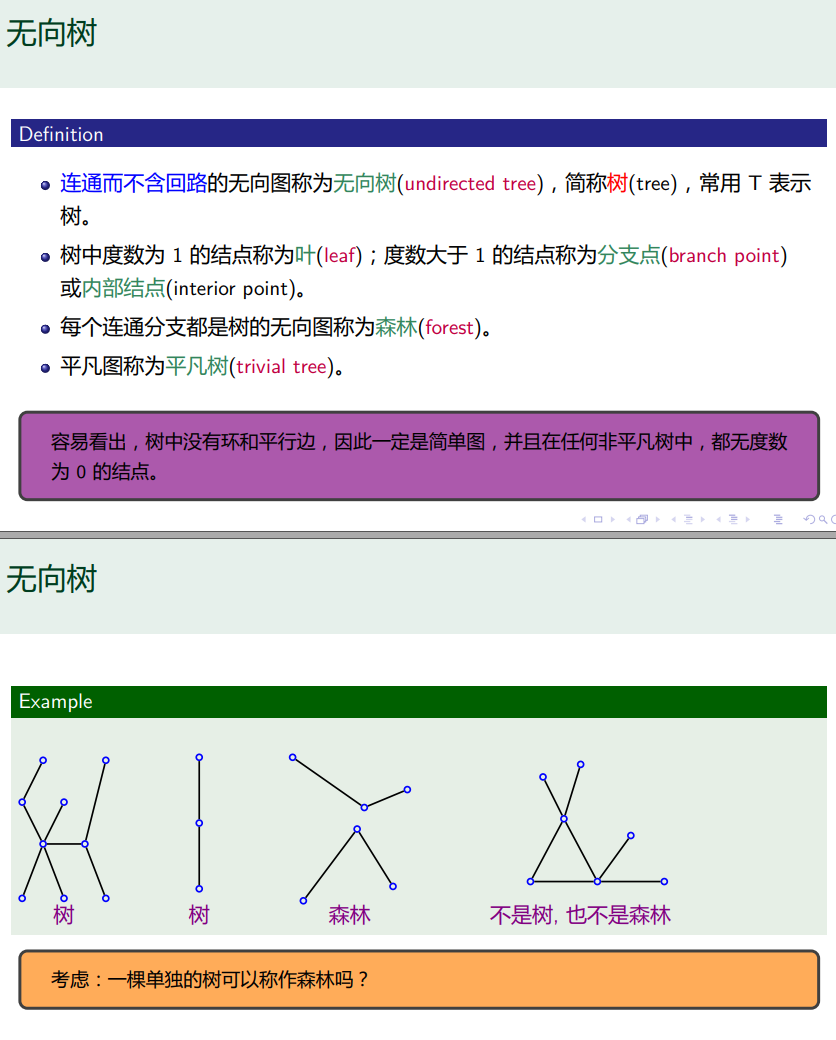 无向树
Definition
连通而不含回路的无向图称为无向树(undirected tree)，简称树(tree)，常用 T 表示
树。
树中度数为 1 的结点称为叶(leaf)；度数大于 1 的结点称为分支点(branch point)
或内部结点(interior point)。
每个连通分支都是树的无向图称为森林(forest)。
平凡图称为平凡树(trivial tree)。
容易看出，树中没有环和平行边，因此一定是简单图，并且在任何非平凡树中，都无度数
为 0 的结点。
无向树
Example
树 树 森林 不是树, 也不是森林
考虑：一棵单独的树可以称作森林吗？